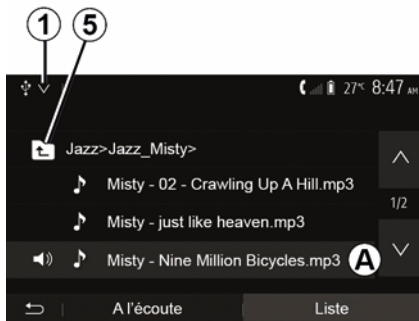 1 5
27°C 8:47 AM
Jazz>Jazz_Misty>
Misty - 02 - Crawling Up A Hill.mp3
1/2
Misty - just like heaven.mp3
Misty - Nine Million Bicycles.mp3 A
A l'écoute Liste